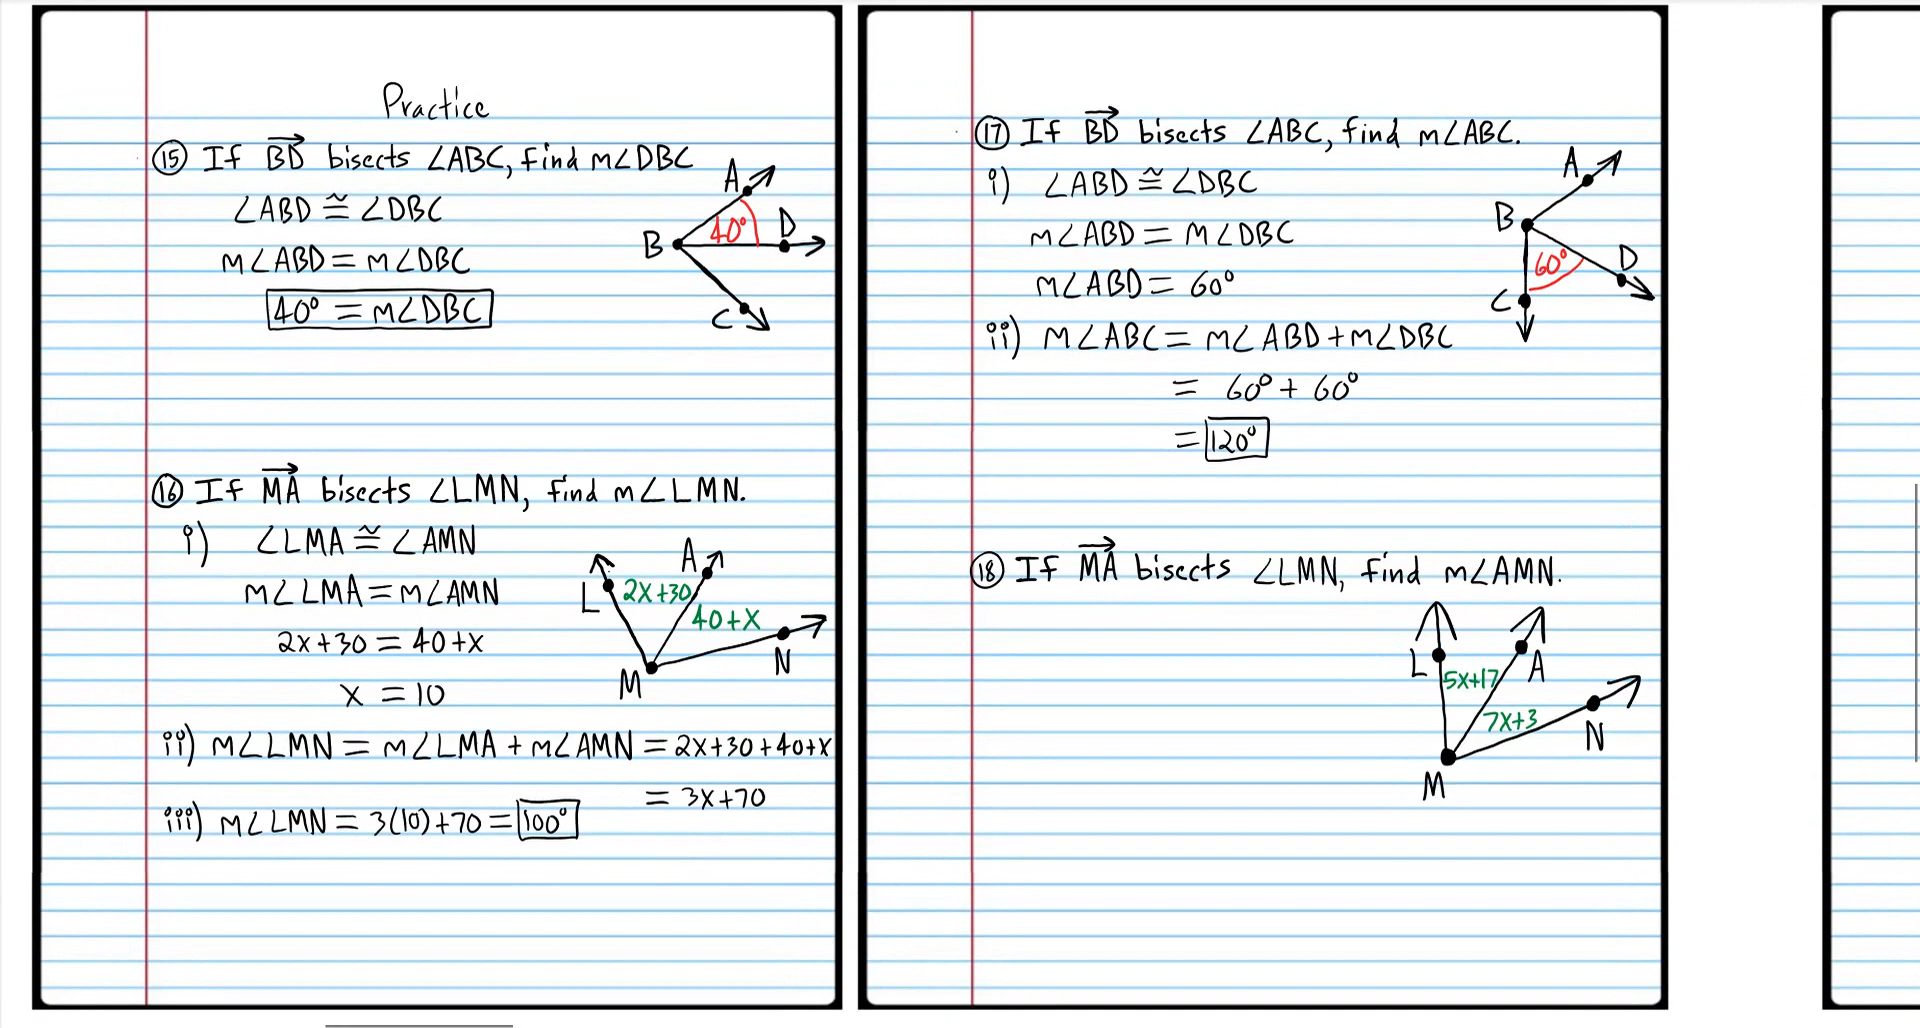 Practice
⑮ If BD bisects ∠ABC, find m∠DBC
∠ABD ≅ ∠DBC
m∠ABD = m∠DBC
40° = m∠DBC
A
40°
D
B
C
⑯ If MA bisects ∠LMN, find m∠LMN.
i) ∠LMA ≅ ∠AMN
m∠LMA = m∠AMN
2x+30 = 40+x
x = 10
A
L
2x+30
40+x
N
M
ii) m∠LMN = m∠LMA + m∠AMN = 2x+30+40+x
= 3x+70
iii) m∠LMN = 3(10)+70 = 100°
⑰ If BD bisects ∠ABC, find m∠ABC.
i) ∠ABD ≅ ∠DBC
m∠ABD = m∠DBC
m∠ABD = 60°
A
B
60°
D
C
ii) m∠ABC = m∠ABD + m∠DBC
= 60° + 60°
= 120°
⑱ If MA bisects ∠LMN, find m∠AMN.
L
A
5x+17
7x+3
N
M